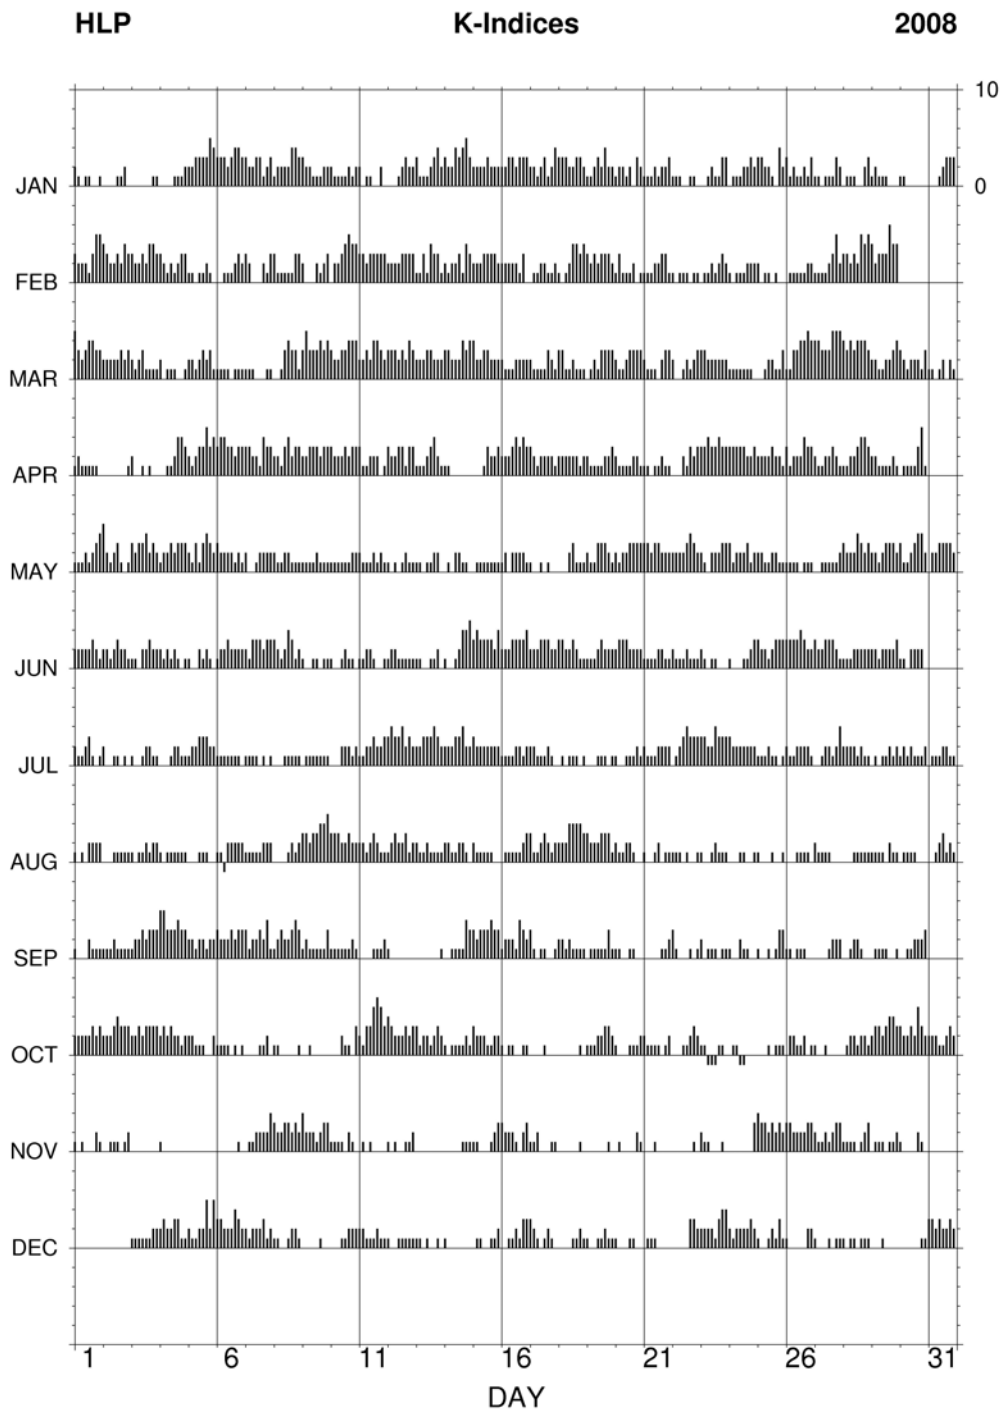 HLP K-Indices 2008
10
JAN 0
FEB
MAR
APR
MAY
JUN
JUL
AUG
SEP
OCT
NOV
DEC
1 6 11 16 21 26 31
DAY